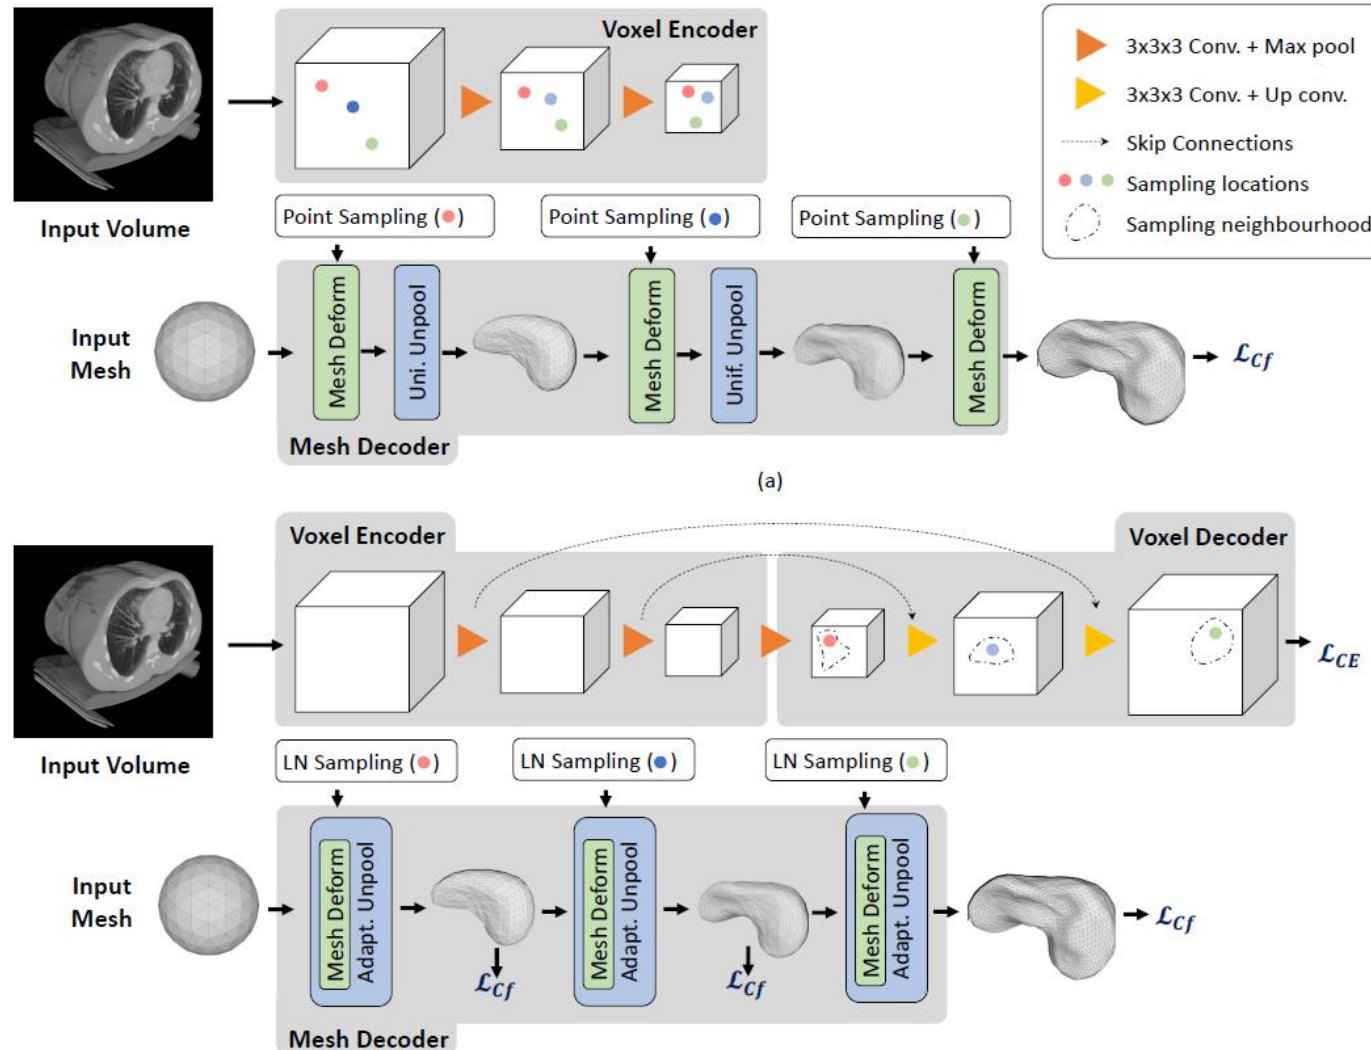 Voxel Encoder
3x3x3 Conv. + Max pool
3x3x3 Conv. + Up conv.
Skip Connections
Sampling locations
Sampling neighbourhood
Input Volume
Point Sampling ( )
Point Sampling ( )
Point Sampling ( )
Input
Mesh
Mesh Deform
Uni. Unpool
Mesh Deform
Unif. Unpool
Mesh Deform
ℒCf
Mesh Decoder
(a)
Voxel Encoder
Voxel Decoder
ℒCE
Input Volume
LN Sampling ( )
LN Sampling ( )
LN Sampling ( )
Input
Mesh
Mesh Deform
Adapt. Unpool
Mesh Deform
Adapt. Unpool
Mesh Deform
Adapt. Unpool
ℒCf
ℒCf
ℒCf
Mesh Decoder